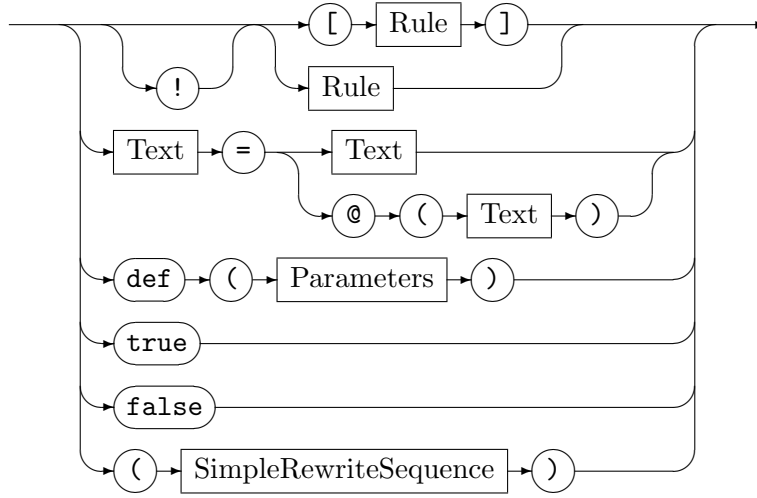 [ Rule ]
! Rule
Text = Text
@ ( Text )
def ( Parameters )
true
false
( SimpleRewriteSequence )